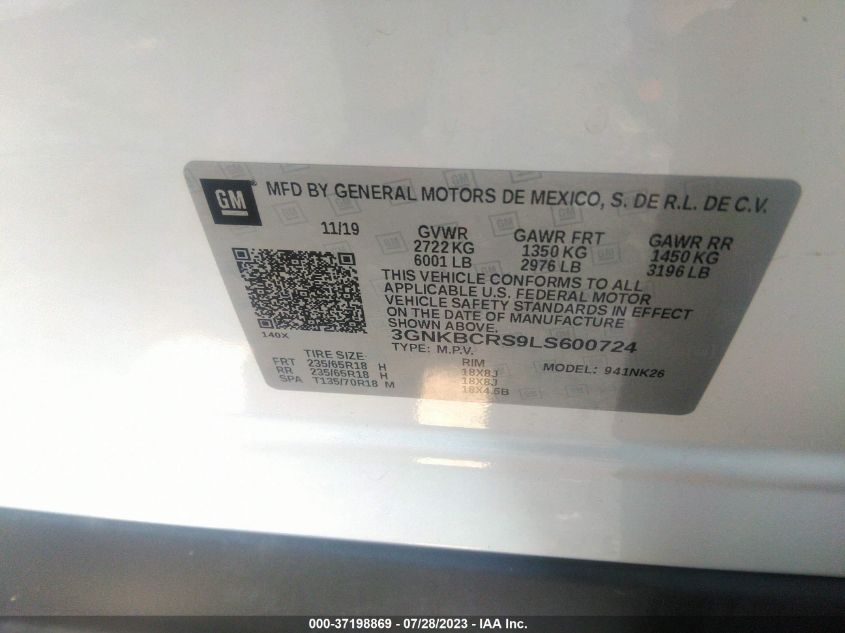 GM
MFD BY GENERAL MOTORS DE MEXICO, S. DE R.L. DE C.V.
11/19 GVWR GAWR FRT GAWR RR
2722 KG 1350 KG 1450 KG
6001 LB 2976 LB 3196 LB
THIS VEHICLE CONFORMS TO ALL
APPLICABLE U.S. FEDERAL MOTOR
VEHICLE SAFETY STANDARDS IN EFFECT
ON THE DATE OF MANUFACTURE
SHOWN ABOVE.
140X
3GNKBCRS9LS600724
TYPE: M.P.V. MODEL: 941NK26
TIRE SIZE: RIM
FRT 235/65R18 H 18X8J
RR 235/65R18 H 18X8J
SPA T135/70R18 M 18X4.5B
000-37198869 - 07/28/2023 - IAA Inc.